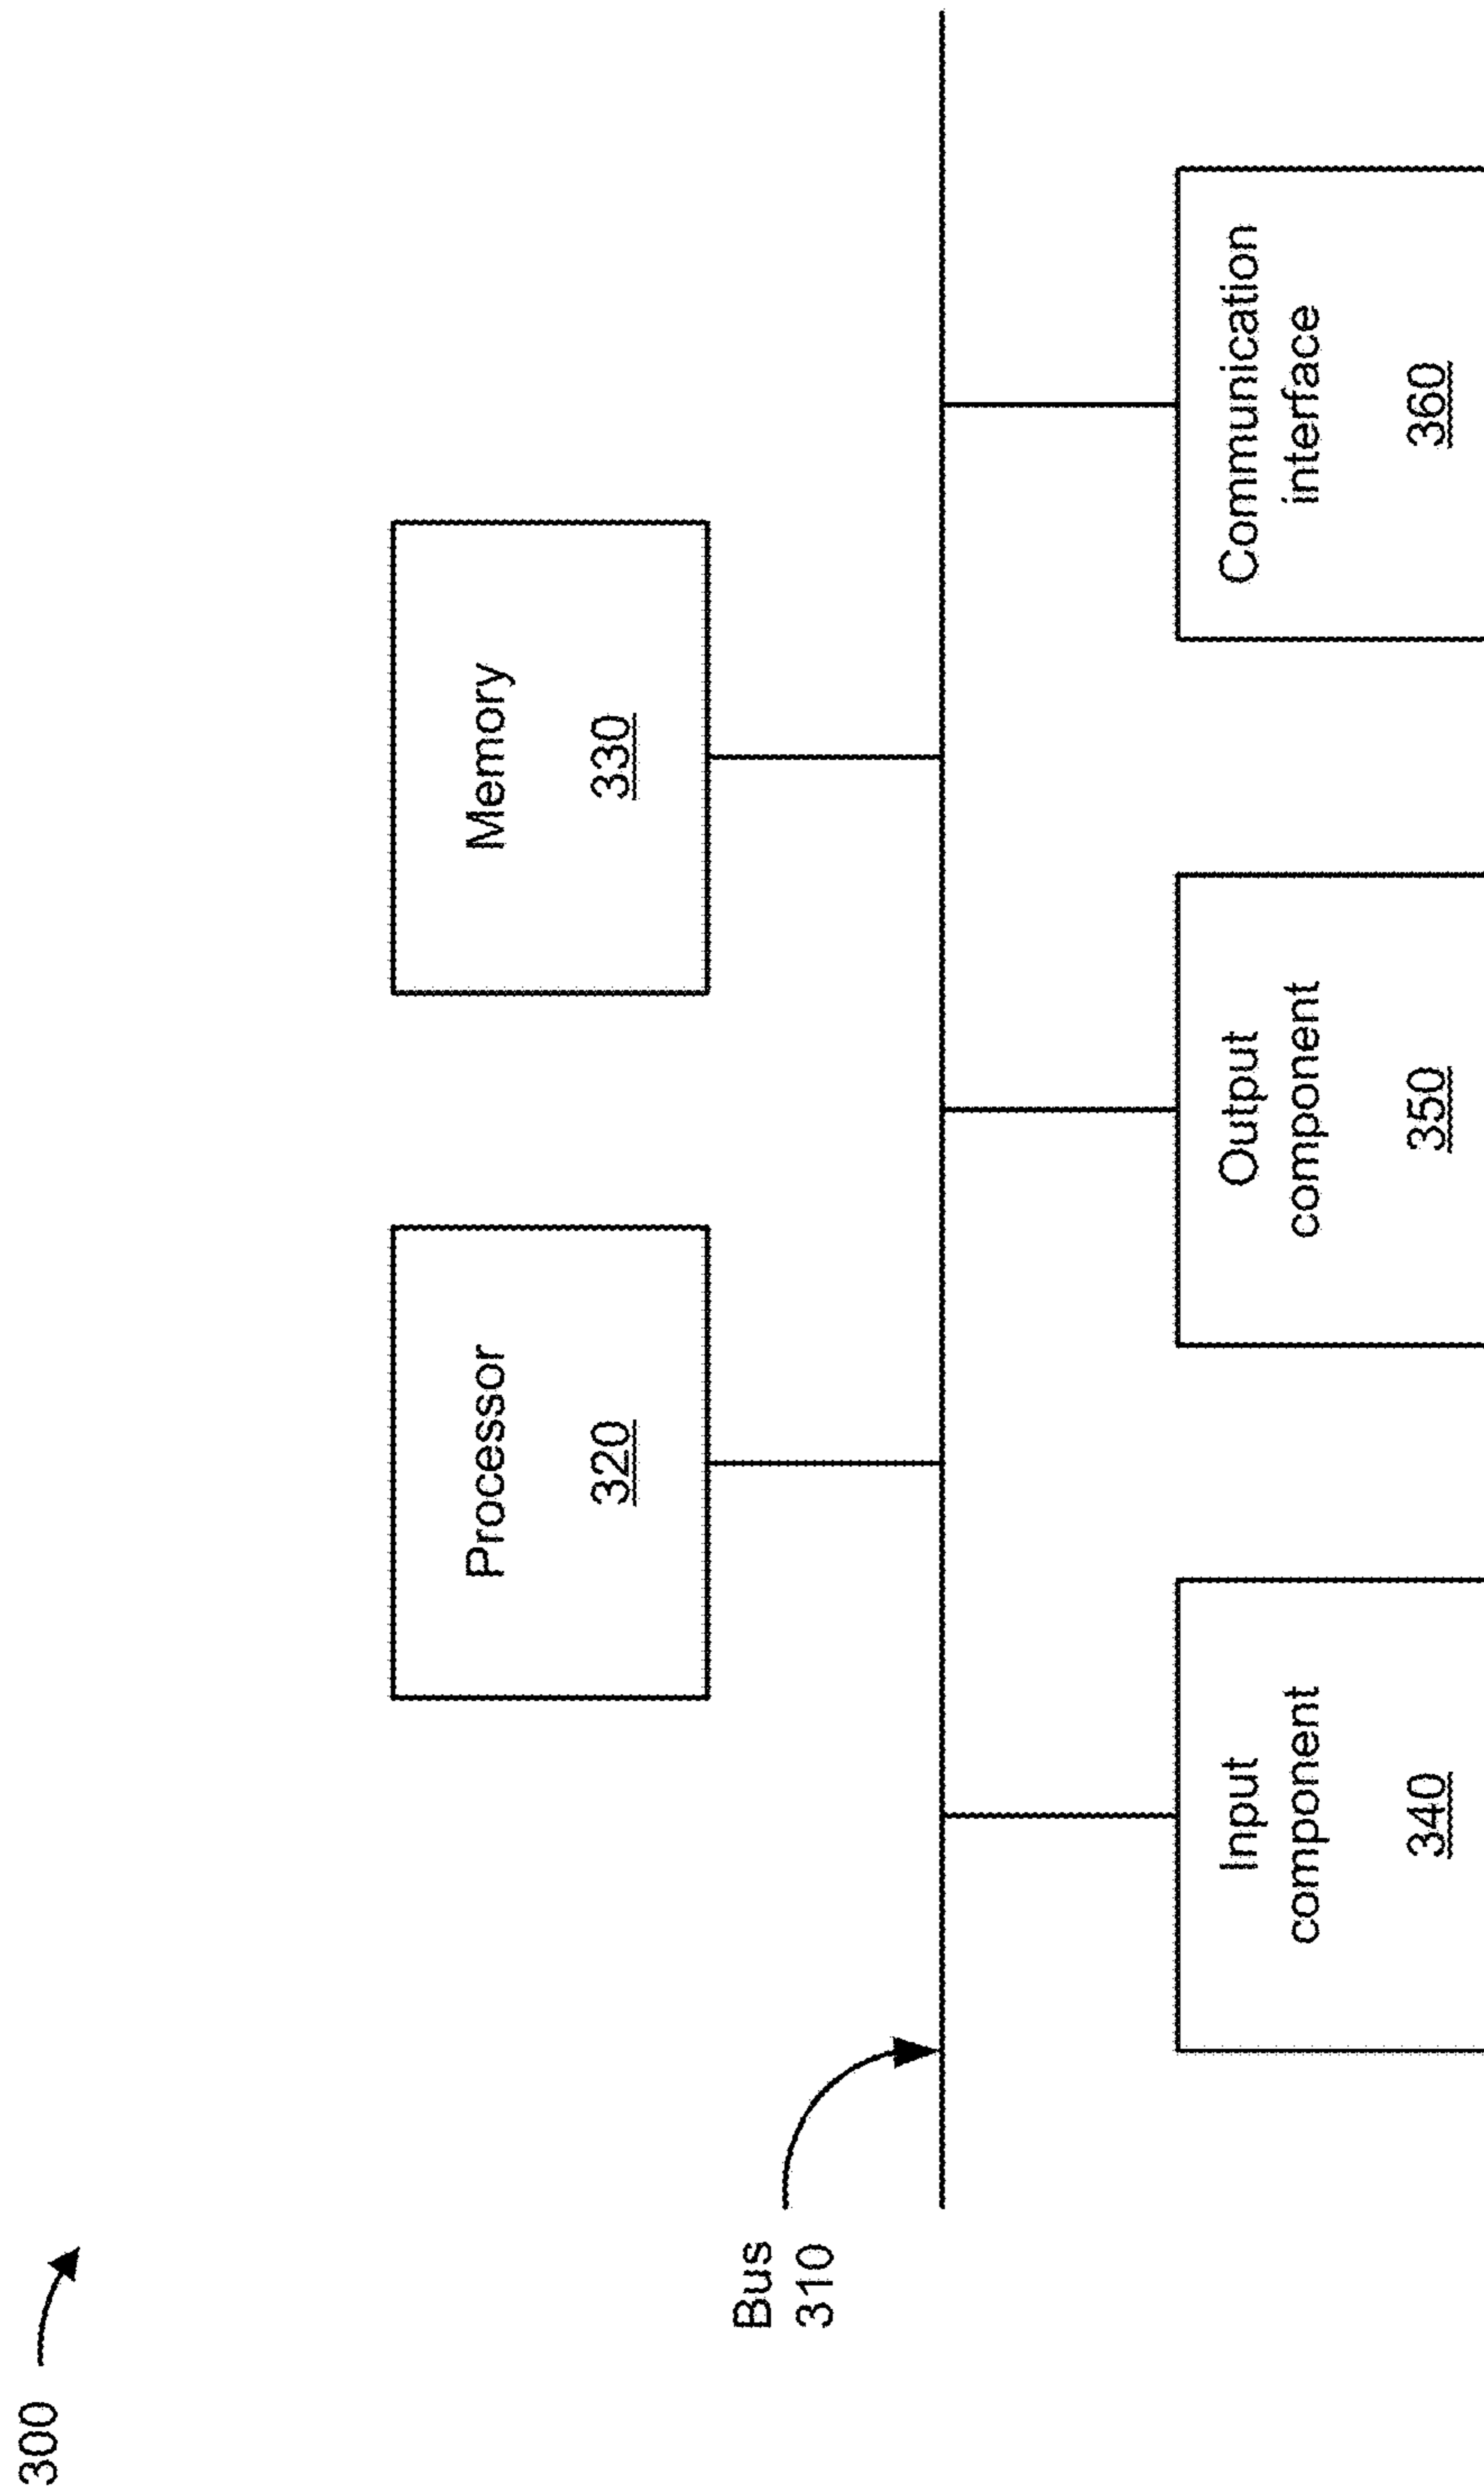 300
Bus
310
Processor
320
Memory
330
Input
component
340
Output
component
350
Communication
interface
360